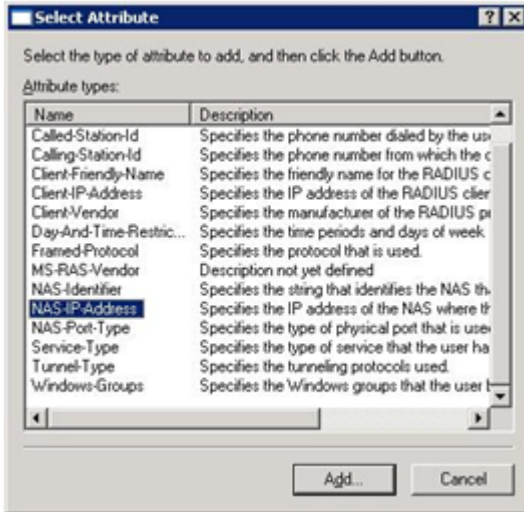 Select Attribute
Select the type of attribute to add, and then click the Add button.
Attribute types:
Name Description
Called-Station-Id Specifies the phone number dialed by the use
Calling-Station-Id Specifies the phone number from which the c
Client-Friendly-Name Specifies the friendly name for the RADIUS c
Client-IP-Address Specifies the IP address of the RADIUS clien
Client-Vendor Specifies the manufacturer of the RADIUS pr
Day-And-Time-Restric... Specifies the time periods and days of week
Framed-Protocol Specifies the protocol that is used.
MS-RAS-Vendor Description not yet defined
NAS-Identifier Specifies the string that identifies the NAS th
NAS-IP-Address Specifies the IP address of the NAS where th
NAS-Port-Type Specifies the type of physical port that is used
Service-Type Specifies the type of service that the user ha
Tunnel-Type Specifies the tunneling protocols used.
Windows-Groups Specifies the Windows groups that the user b
Add... Cancel